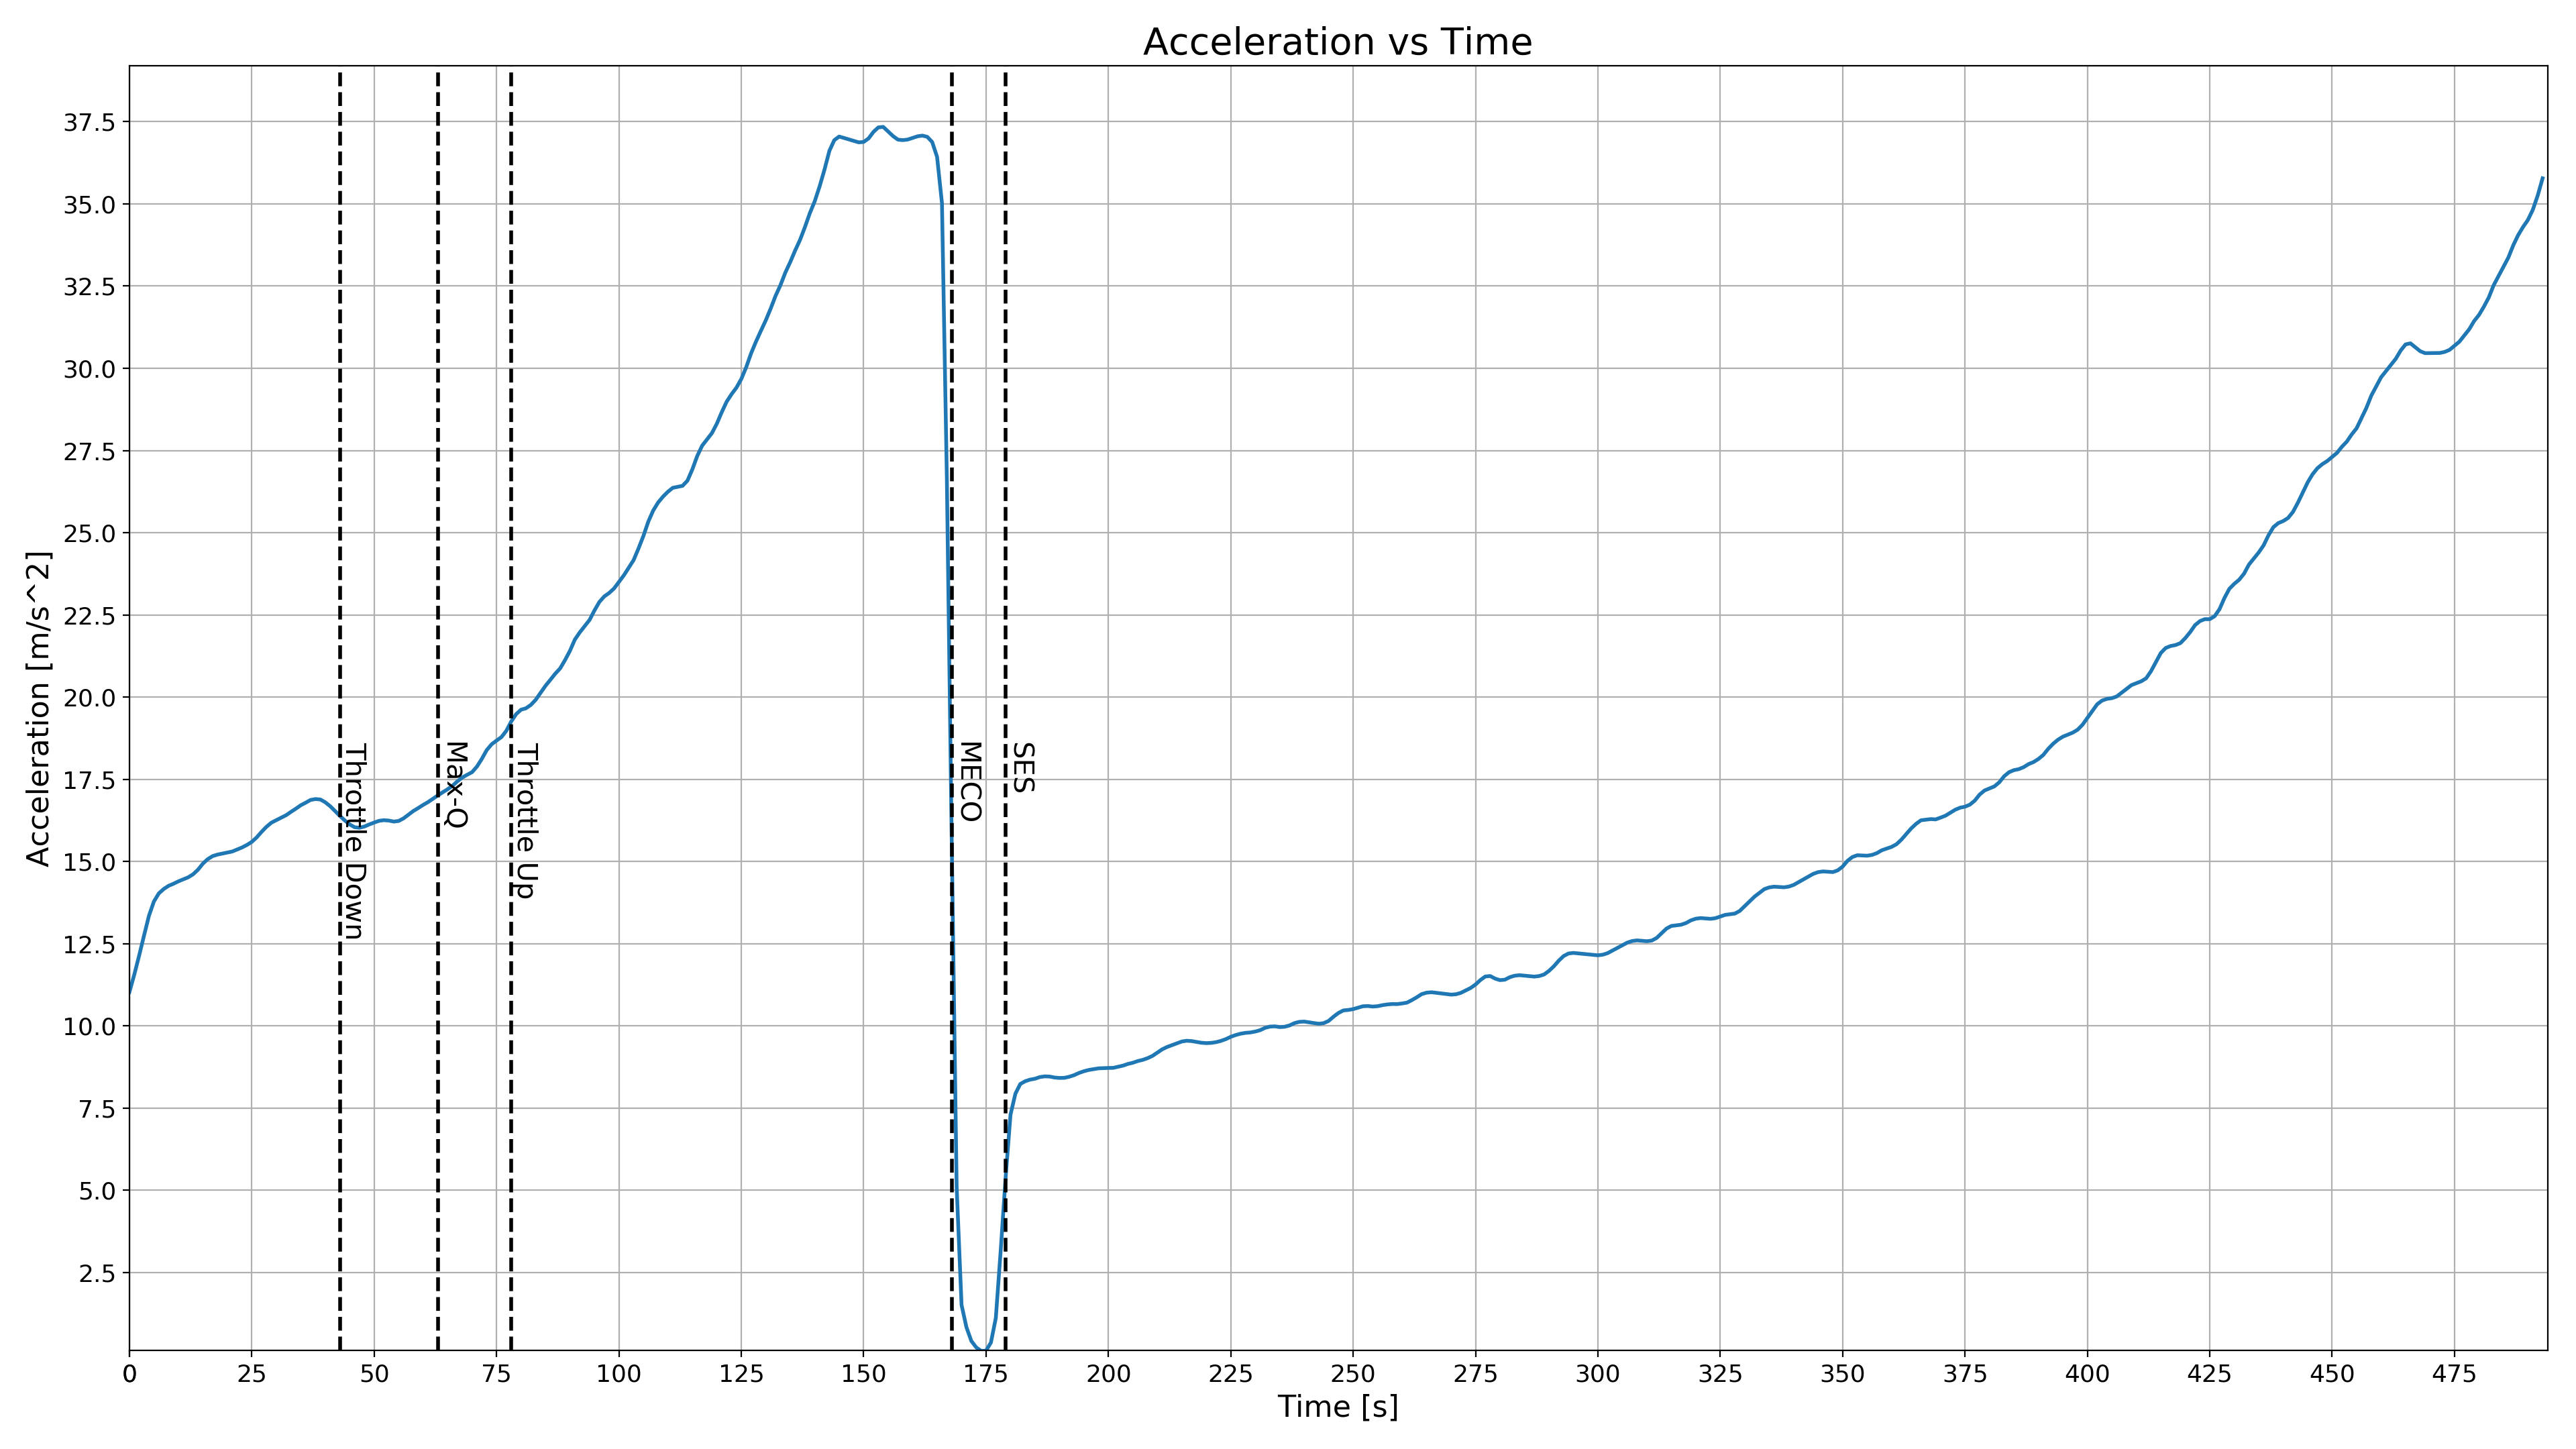 Acceleration vs Time
Acceleration [m/s^2]
37.5
35.0
32.5
30.0
27.5
25.0
22.5
20.0
17.5
15.0
12.5
10.0
7.5
5.0
2.5
Throttle Down
Max-Q
Throttle Up
MECO
SES
0 25 50 75 100 125 150 175 200 225 250 275 300 325 350 375 400 425 450 475
Time [s]